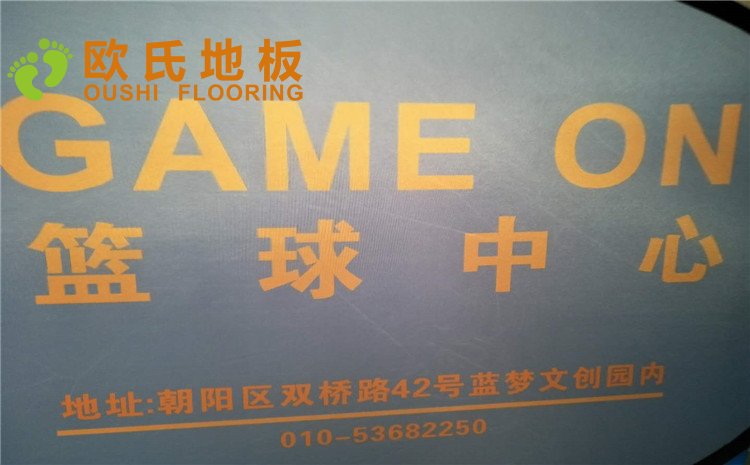 欧氏地板
OUSHI FLOORING
GAME ON
篮球中心
地址:朝阳区双桥路42号蓝梦文创园内
010-53682250